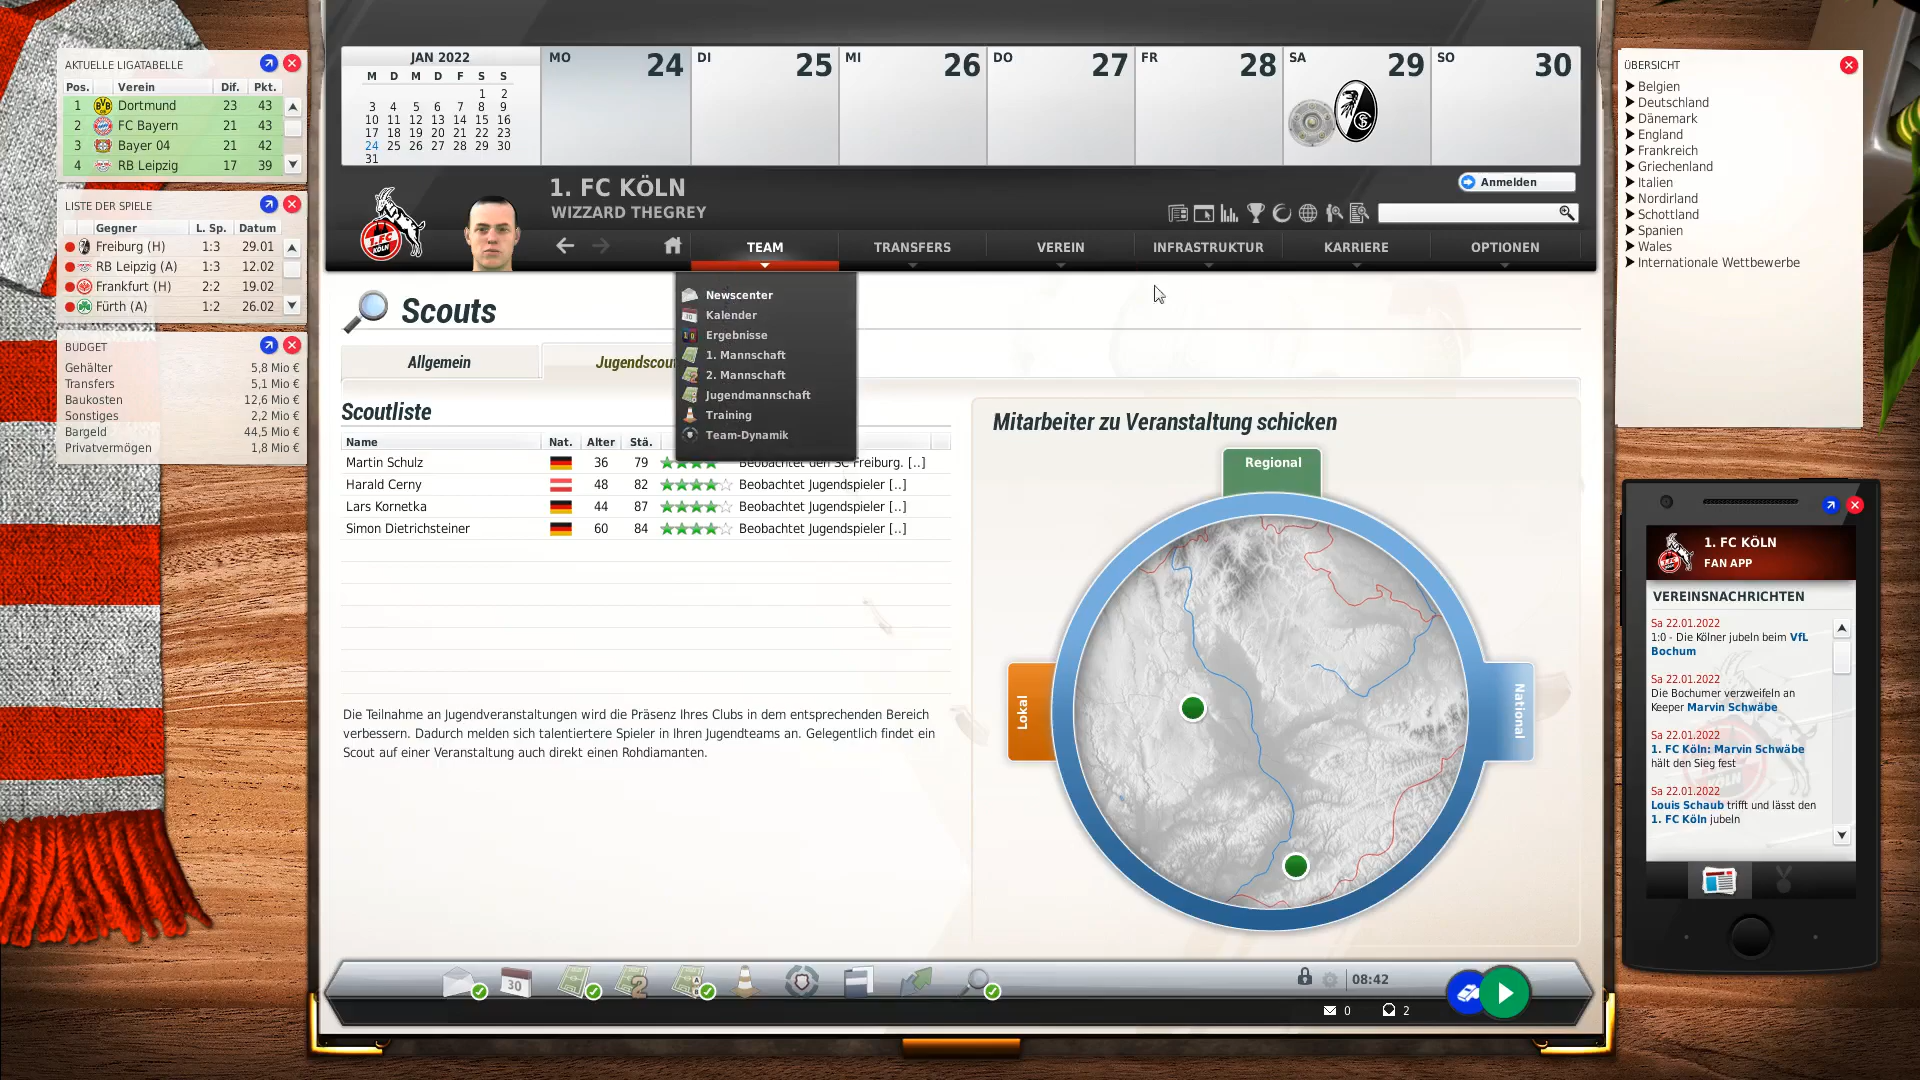 AKTUELLE LIGATABELLE
Pos. Verein Dif. Pkt.
1 Dortmund 23 43
2 FC Bayern 21 43
3 Bayer 04 21 42
4 RB Leipzig 17 39
LISTE DER SPIELE
Gegner L. Sp. Datum
Freiburg (H) 1:3 29.01
RB Leipzig (A) 1:3 12.02
Frankfurt (H) 2:2 19.02
Fürth (A) 1:2 26.02
BUDGET
Gehälter 5,8 Mio €
Transfers 5,1 Mio €
Baukosten 12,6 Mio €
Sonstiges 2,2 Mio €
Bargeld 44,5 Mio €
Privatvermögen 1,8 Mio €
JAN 2022
M D M D F S S
1 2
3 4 5 6 7 8 9
10 11 12 13 14 15 16
17 18 19 20 21 22 23
24 25 26 27 28 29 30
31
MO 24
DI 25
MI 26
DO 27
FR 28
SA 29
SO 30
1. FC KÖLN
WIZZARD THEGREY
Anmelden
TEAM
TRANSFERS
VEREIN
INFRASTRUKTUR
KARRIERE
OPTIONEN
Newscenter
Kalender
Ergebnisse
1. Mannschaft
2. Mannschaft
Jugendmannschaft
Training
Team-Dynamik
Scouts
Allgemein
Jugendscou
Scoutliste
Name Nat. Alter Stä.
Martin Schulz 36 79 Beobachtet den SC Freiburg. [..]
Harald Cerny 48 82 Beobachtet Jugendspieler [..]
Lars Kornetka 44 87 Beobachtet Jugendspieler [..]
Simon Dietrichsteiner 60 84 Beobachtet Jugendspieler [..]
Die Teilnahme an Jugendveranstaltungen wird die Präsenz Ihres Clubs in dem entsprechenden Bereich
verbessern. Dadurch melden sich talentiertere Spieler in Ihren Jugendteams an. Gelegentlich findet ein
Scout auf einer Veranstaltung auch direkt einen Rohdiamanten.
Mitarbeiter zu Veranstaltung schicken
Regional
Lokal
National
30
2
08:42
0
2
ÜBERSICHT
Belgien
Deutschland
Dänemark
England
Frankreich
Griechenland
Italien
Nordirland
Schottland
Spanien
Wales
Internationale Wettbewerbe
1. FC KÖLN
FAN APP
VEREINSNACHRICHTEN
Sa 22.01.2022
1:0 - Die Kölner jubeln beim VfL
Bochum
Sa 22.01.2022
Die Bochumer verzweifeln an
Keeper Marvin Schwäbe
Sa 22.01.2022
1. FC Köln: Marvin Schwäbe
hält den Sieg fest
Sa 22.01.2022
Louis Schaub trifft und lässt den
1. FC Köln jubeln